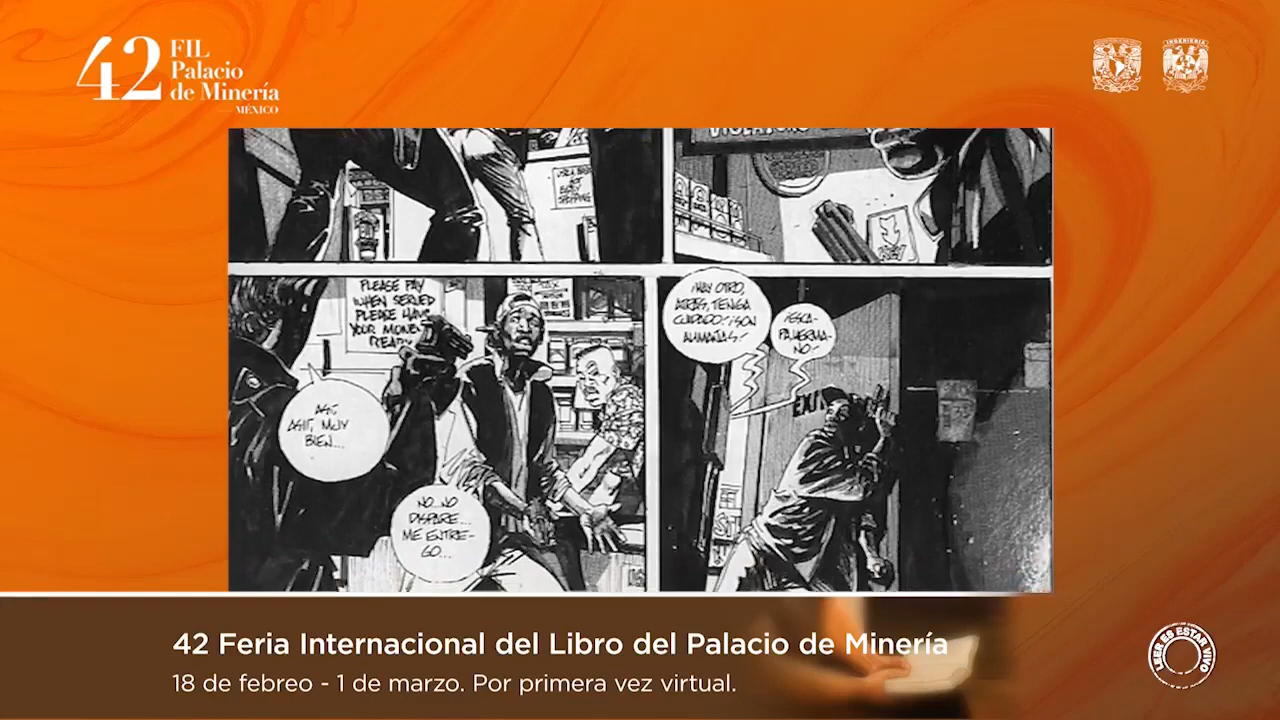 42
FIL
Palacio
de Minería
MÉXICO
INGENIERIA
PLEASE PAY
WHEN SERVED
PLEASE HAVE
YOUR MONEY
READY
ASÍ,
ASÍ, MUY
BIEN...
NO... NO
DISPARE...
ME ENTRE-
GO...
¡HAY OTRO,
ATRÁS, TENGA
CUIDADO! ¡SON
ALIMAÑAS!
¡ESCA-
PA, HERMA-
NO!
EXIT
42 Feria Internacional del Libro del Palacio de Minería
18 de febreo - 1 de marzo. Por primera vez virtual.
LEER ES ESTAR VIVO